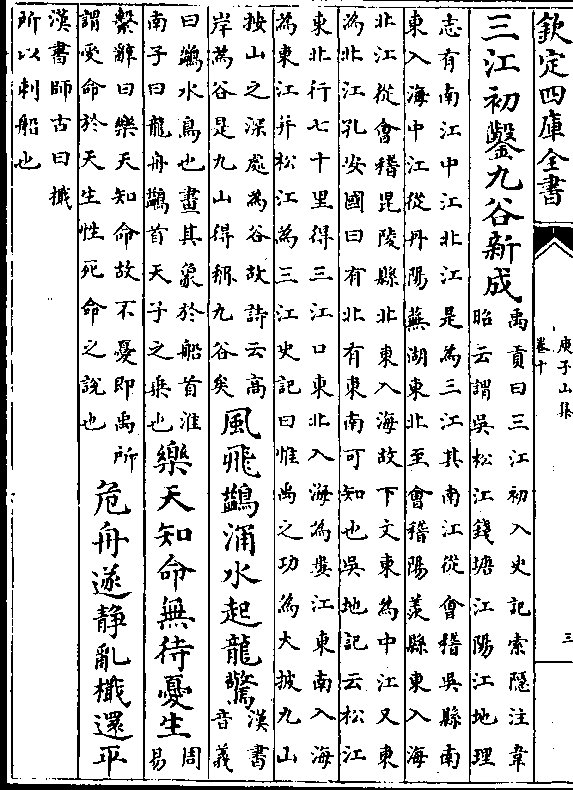 欽定四庫全書
庾子山集
卷十
三
三江初鑿九谷新成
禹貢曰三江初入史記索隱注韋
昭云謂吳松江錢塘江陽江地理
志有南江中江北江是為三江其南江從會稽吳縣南
東入海中江從丹陽蕪湖東北至會稽陽羨縣東入海
北江從會稽毘陵縣北東入海故下文東為中江又東
為北江孔安國曰有北有東南可知也吳地記云松江
東北行七十里得三江口東北入海為婁江東南入海
為東江并松江為三江史記曰惟禹之功為大披九山
按山之深處為谷故詩云高
岸為谷是九山得稱九谷矣
風飛鷁涌水起龍驚
漢書
音義
曰鷁水鳥也畫其象於船首淮
南子曰龍舟鷁首天子之乘也
樂天知命無待憂生
周
易
繫辭曰樂天知命故不憂即禹所
謂受命於天生性死命之說也
危舟遂静亂檝還平
漢書師古曰檝
所以刺船也